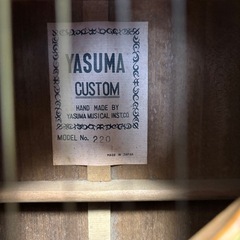 YASUMA
CUSTOM
HAND MADE BY
YASUMA MUSICAL INST.CO.
MODEL No. 220
MADE IN JAPAN